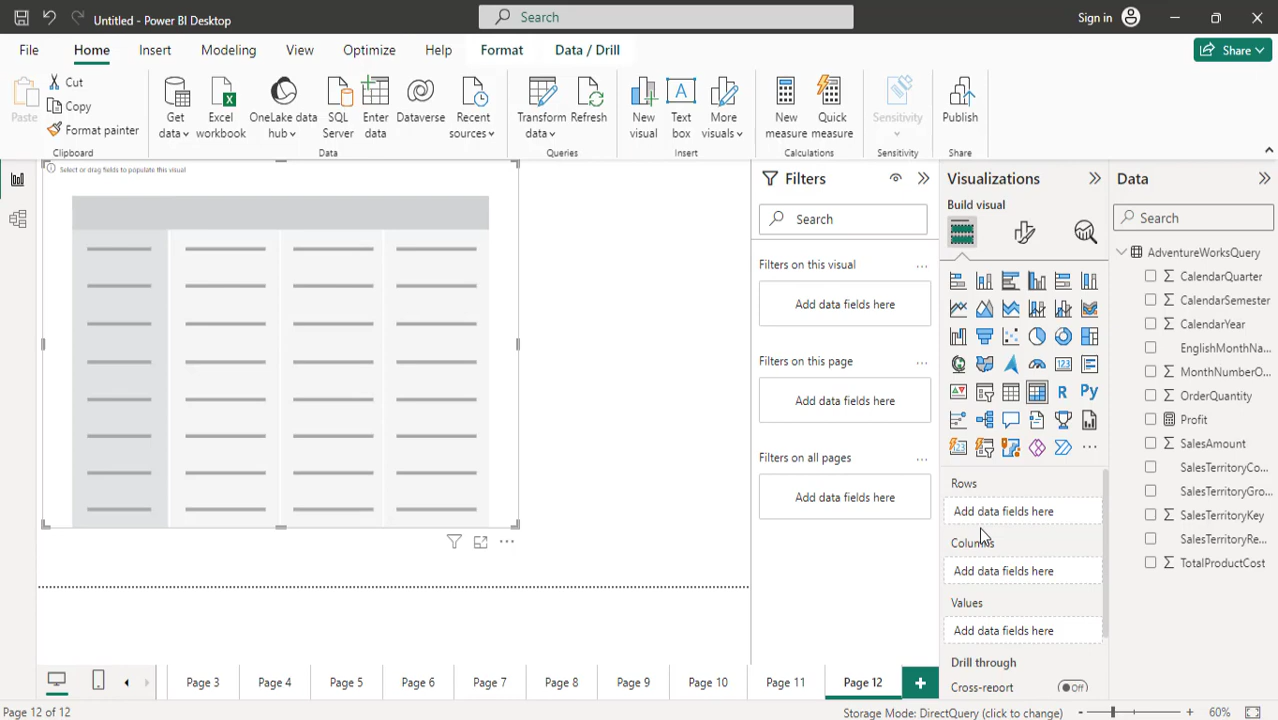 Untitled - Power BI Desktop
Search
Sign in
File
Home
Insert
Modeling
View
Optimize
Help
Format
Data / Drill
Share
Paste
Cut
Copy
Format painter
Clipboard
Get data
Excel workbook
OneLake data hub
SQL Server
Enter data
Dataverse
Recent sources
Data
Transform data
Refresh
Queries
New visual
Text box
More visuals
Insert
New measure
Quick measure
Calculations
Sensitivity
Sensitivity
Publish
Share
Select or drag fields to populate this visual
Filters
Search
Filters on this visual
...
Add data fields here
Filters on this page
...
Add data fields here
Filters on all pages
...
Add data fields here
Visualizations
Build visual
123
R
Py
123
...
Rows
Add data fields here
Columns
Add data fields here
Values
Add data fields here
Drill through
Cross-report
Off
Data
Search
AdventureWorksQuery
CalendarQuarter
CalendarSemester
CalendarYear
EnglishMonthNa...
MonthNumberO...
OrderQuantity
Profit
SalesAmount
SalesTerritoryCo...
SalesTerritoryGro...
SalesTerritoryKey
SalesTerritoryRe...
TotalProductCost
Page 3
Page 4
Page 5
Page 6
Page 7
Page 8
Page 9
Page 10
Page 11
Page 12
+
Page 12 of 12
Storage Mode: DirectQuery (click to change)
- + 60%